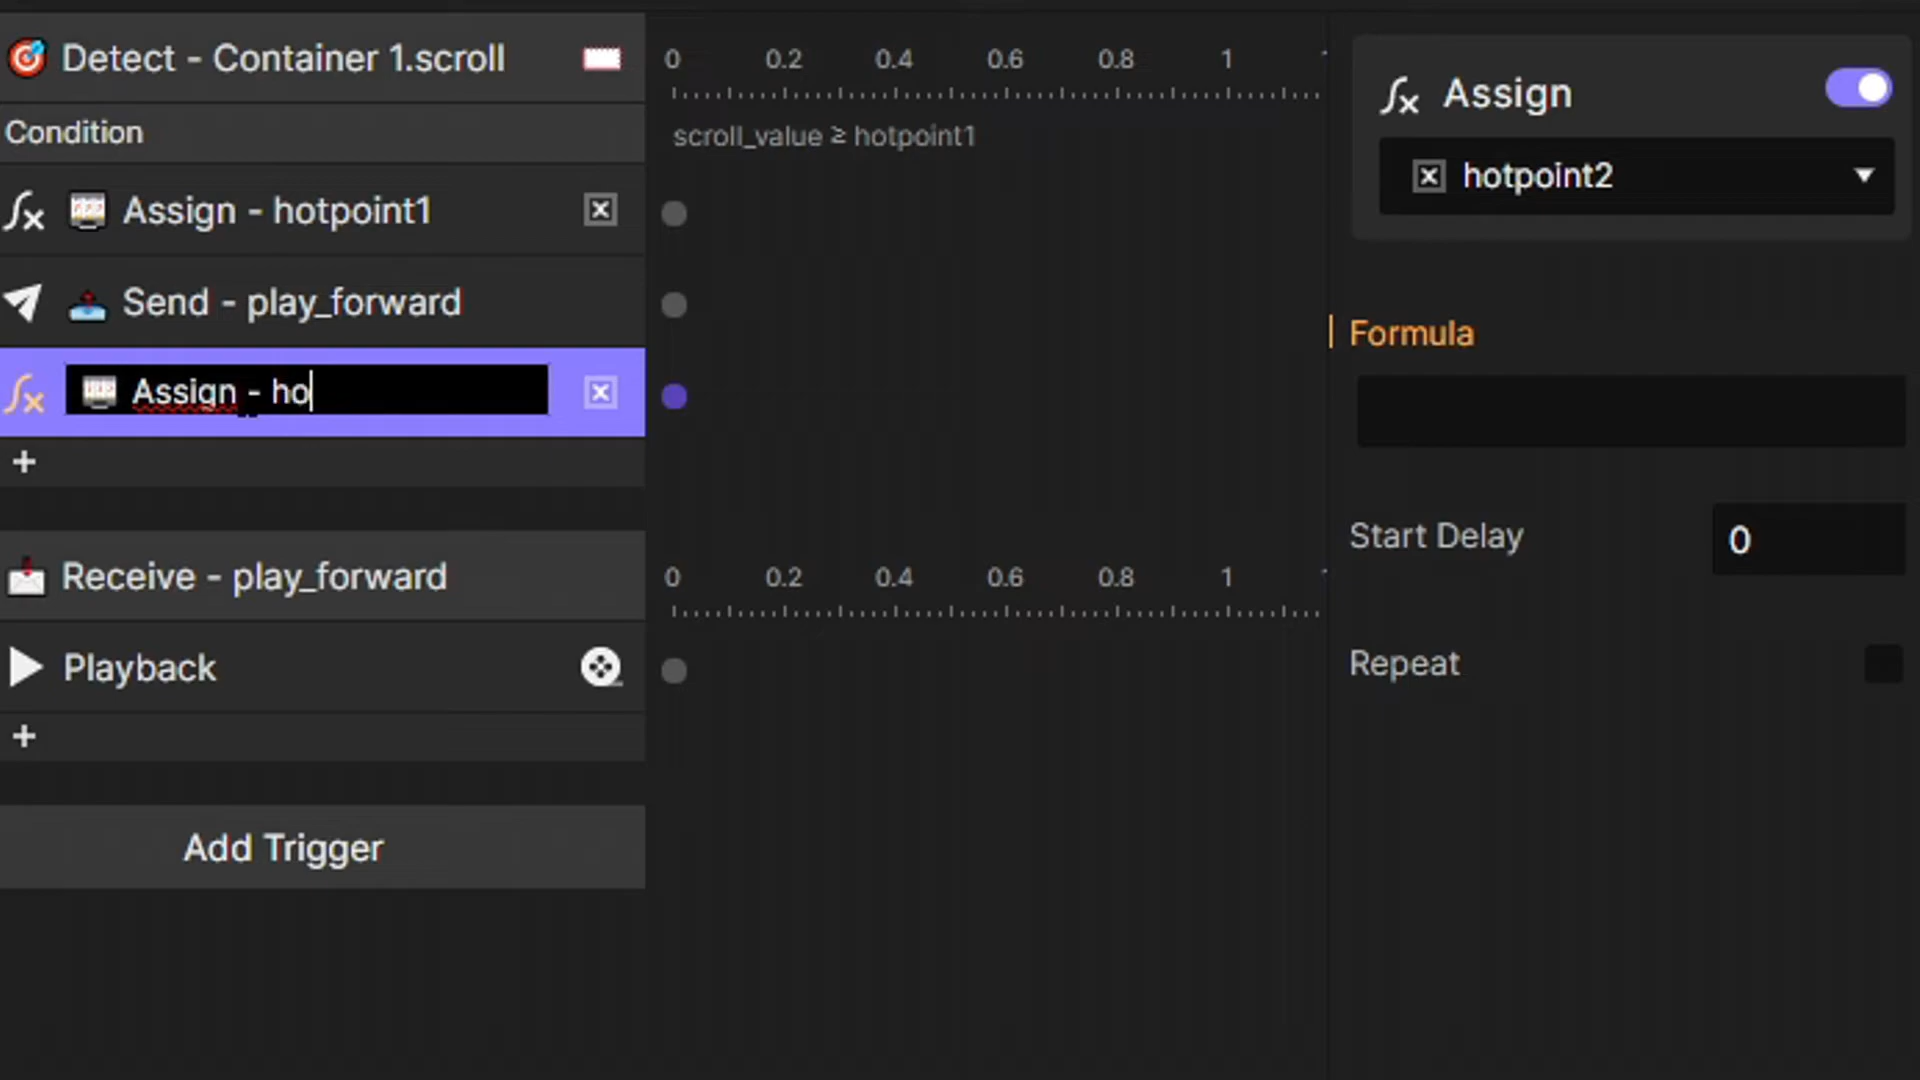 Detect - Container 1.scroll
0 0.2 0.4 0.6 0.8 1
Condition
scroll_value ≥ hotpoint1
Assign - hotpoint1
Send - play_forward
Assign - ho
+
Receive - play_forward
0 0.2 0.4 0.6 0.8 1
Playback
+
Add Trigger
Assign
hotpoint2
Formula
Start Delay 0
Repeat